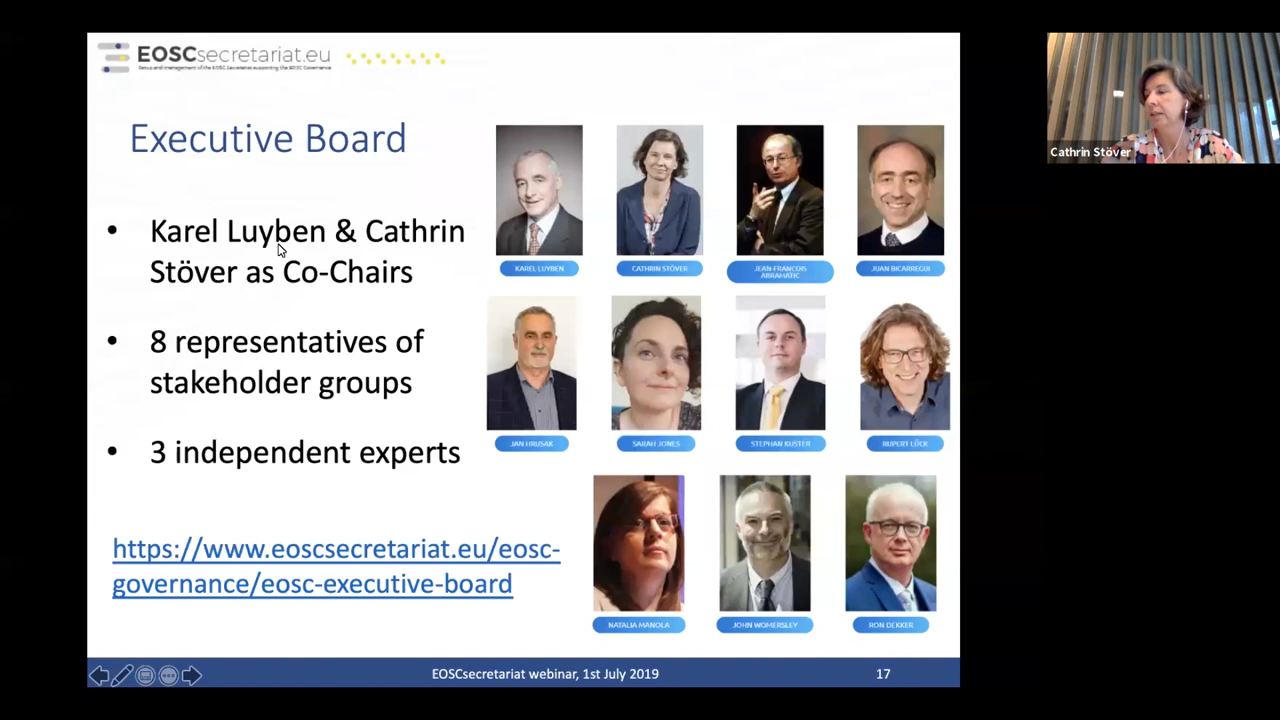 EOSCsecretariat.eu
Executive Board
• Karel Luyben & Cathrin
Stöver as Co-Chairs
• 8 representatives of
stakeholder groups
• 3 independent experts
https://www.eoscsecretariat.eu/eosc-
governance/eosc-executive-board
KAREL LUYBEN
CATHRIN STÖVER
JEAN-FRANCOIS
ABRAMATIC
JUAN BICARREGUI
JAN HRUSAK
SARAH JONES
STEPHAN KUSTER
RUPERT LÜCK
NATALIA MANOLA
JOHN WOMERSLEY
RON DEKKER
EOSCsecretariat webinar, 1st July 2019
17
Cathrin Stöver